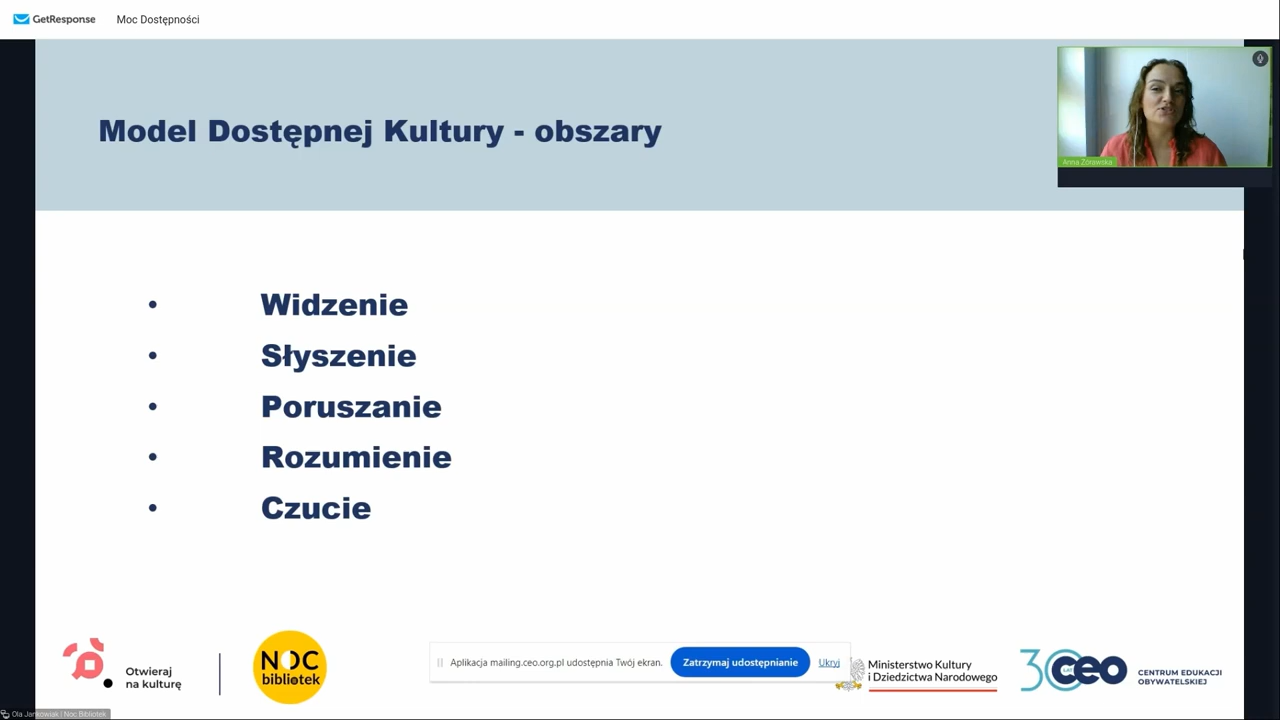 GetResponse
Moc Dostępności
Model Dostępnej Kultury - obszary
Anna Żórawska
• Widzenie
• Słyszenie
• Poruszanie
• Rozumienie
• Czucie
Otwieraj
na kulturę
NOC
bibliotek
Aplikacja mailing.ceo.org.pl udostępnia Twój ekran.
Zatrzymaj udostępnianie
Ukryj
Ministerstwo Kultury
i Dziedzictwa Narodowego
30 LAT
ceo
CENTRUM EDUKACJI
OBYWATELSKIEJ
Ola Jankowiak | Noc Bibliotek